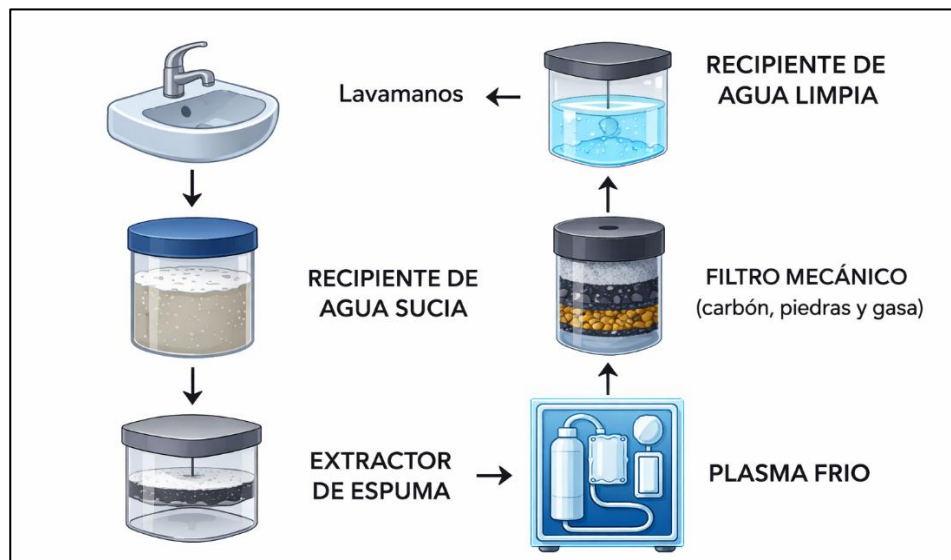 Lavamanos
RECIPIENTE DE
AGUA LIMPIA
RECIPIENTE DE
AGUA SUCIA
FILTRO MECÁNICO
(carbón, piedras y gasa)
EXTRACTOR
DE ESPUMA
PLASMA FRIO